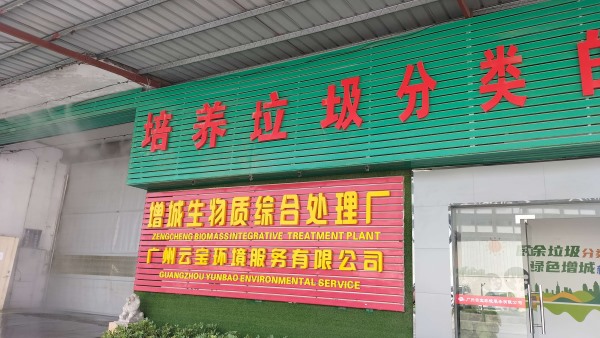 培养垃圾分类的
增城生物质综合处理厂
ZENGCHENG BIOMASSINTEGRATIVE TREATMENT PLANT
广州云宝环境服务有限公司
GUANGZHOU YUNBAO ENVIRONMENTAL SERVICE
余垃圾分类
绿色增城